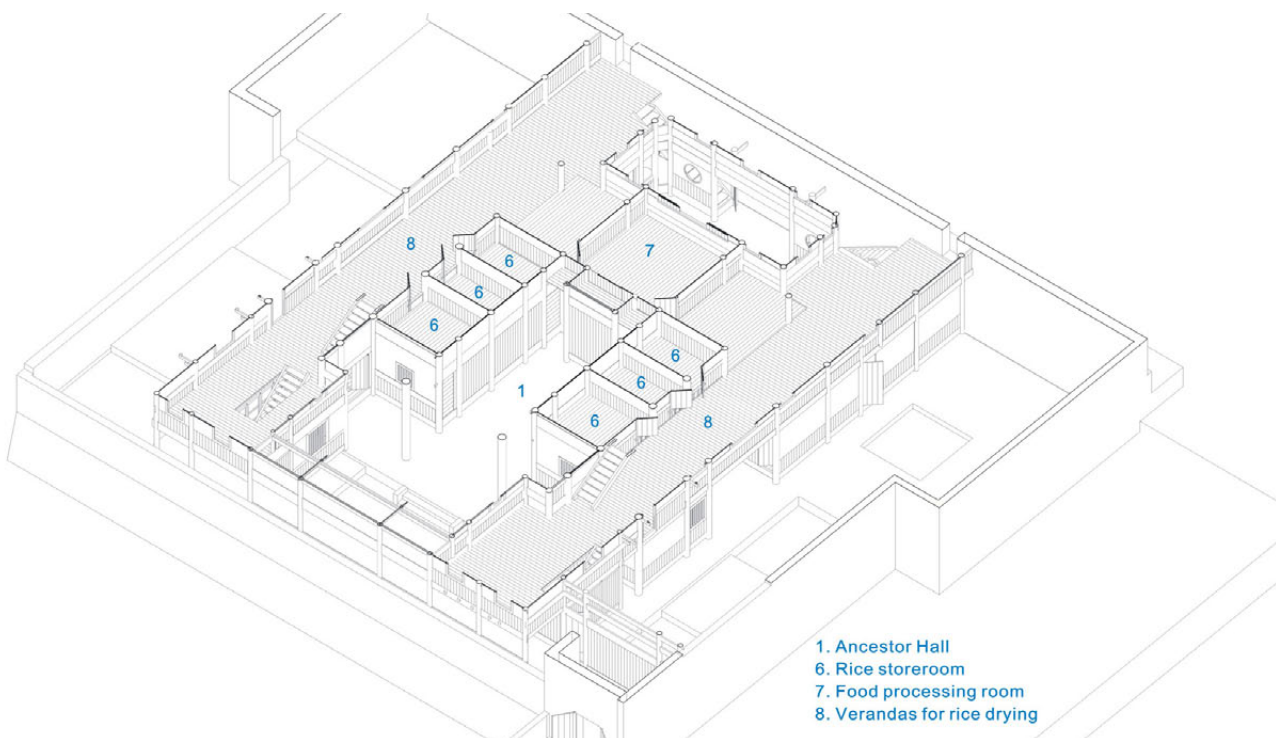 8
6
7
6
6
6
1
6
6
8
1. Ancestor Hall
6. Rice storeroom
7. Food processing room
8. Verandas for rice drying